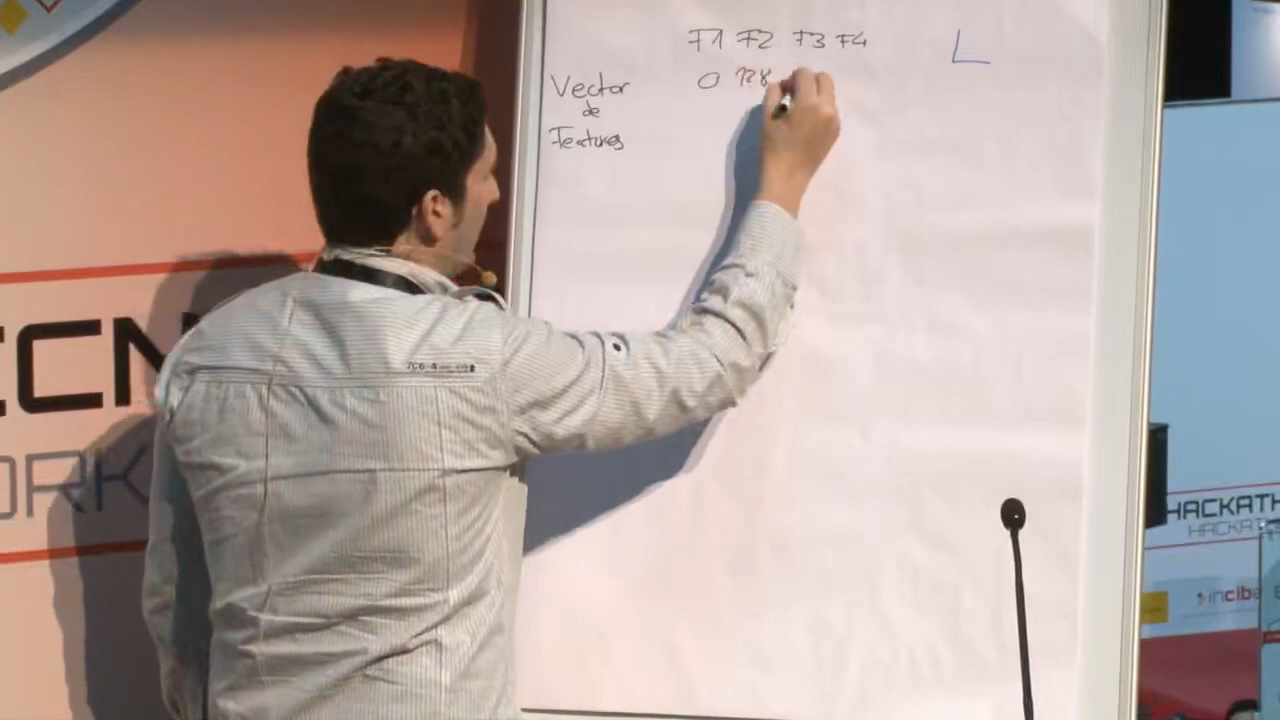 F1 F2 F3 F4 L
0 128
Vector
de
Features
ECN
ORK
HACKATH
HACKAT
incibe